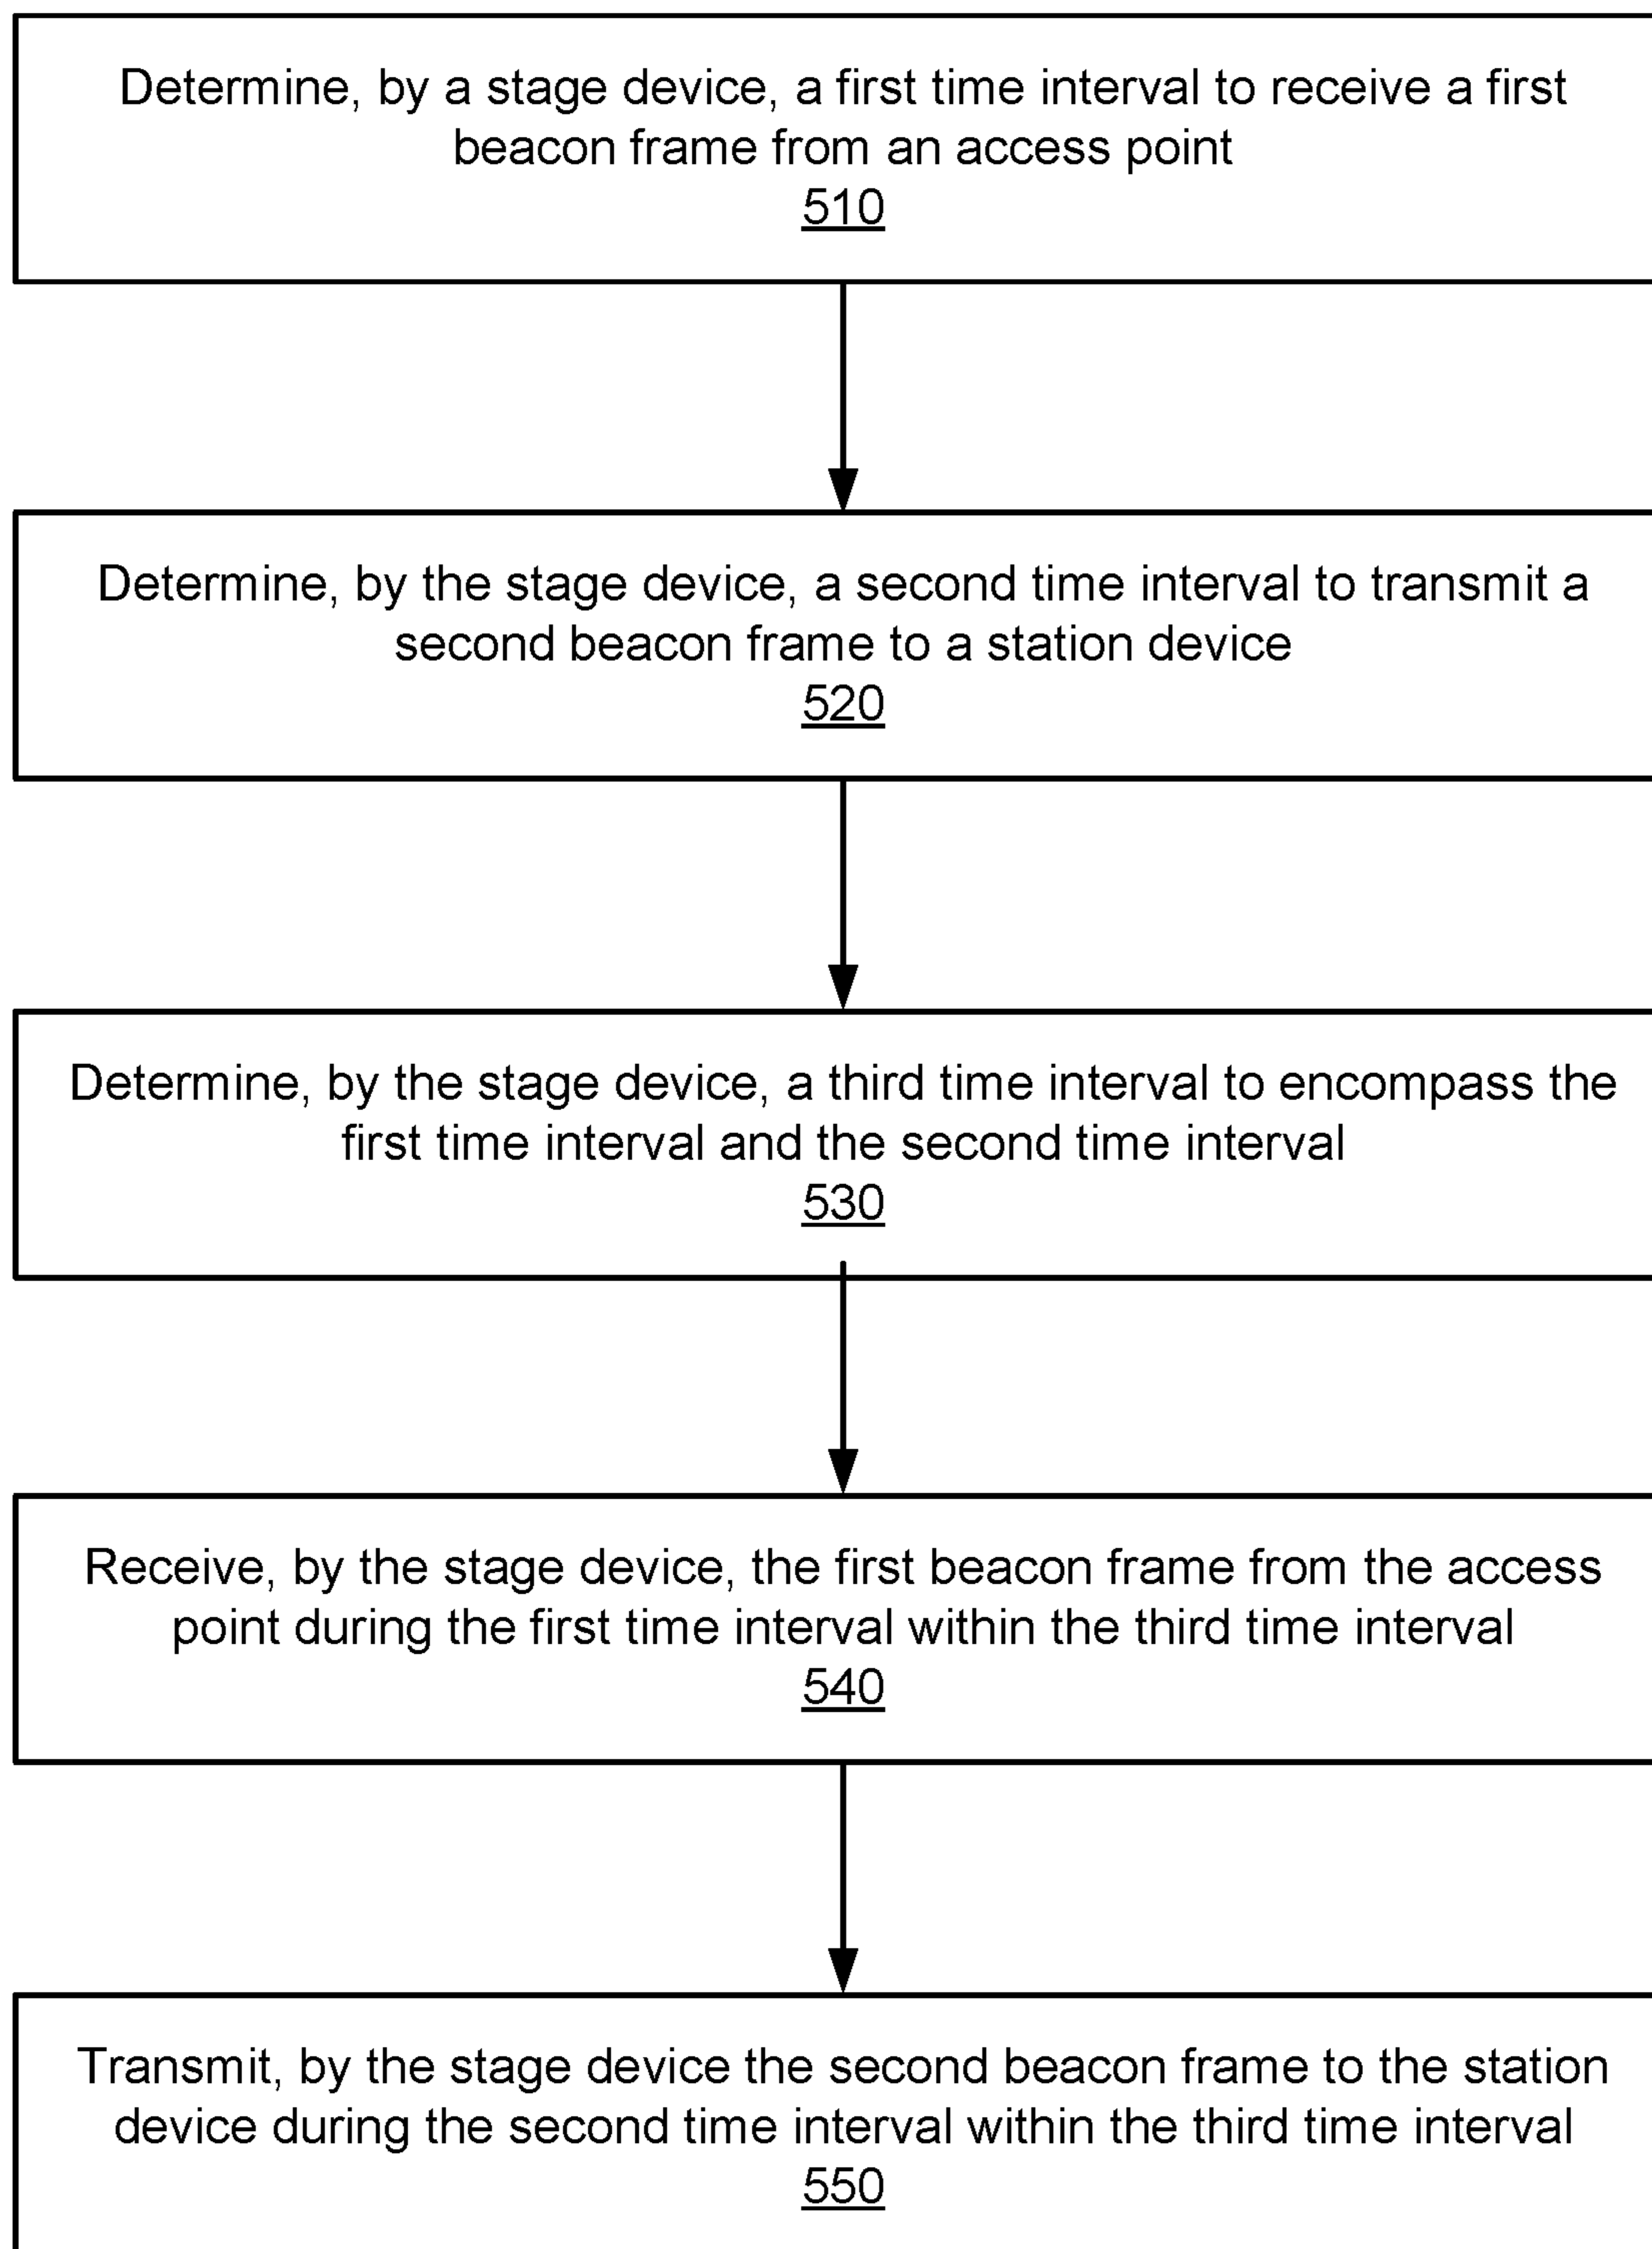 Determine, by a stage device, a first time interval to receive a first
beacon frame from an access point
510
Determine, by the stage device, a second time interval to transmit a
second beacon frame to a station device
520
Determine, by the stage device, a third time interval to encompass the
first time interval and the second time interval
530
Receive, by the stage device, the first beacon frame from the access
point during the first time interval within the third time interval
540
Transmit, by the stage device the second beacon frame to the station
device during the second time interval within the third time interval
550